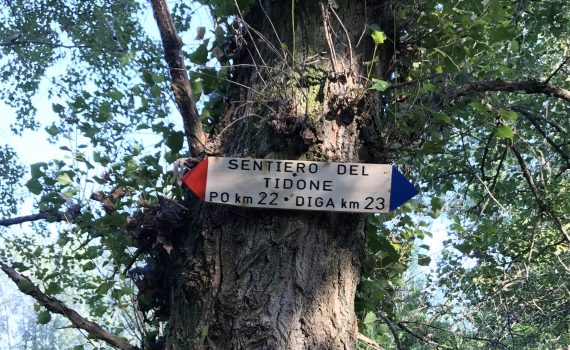 SENTIERO DEL
TIDONE
PO km 22 • DIGA km 23